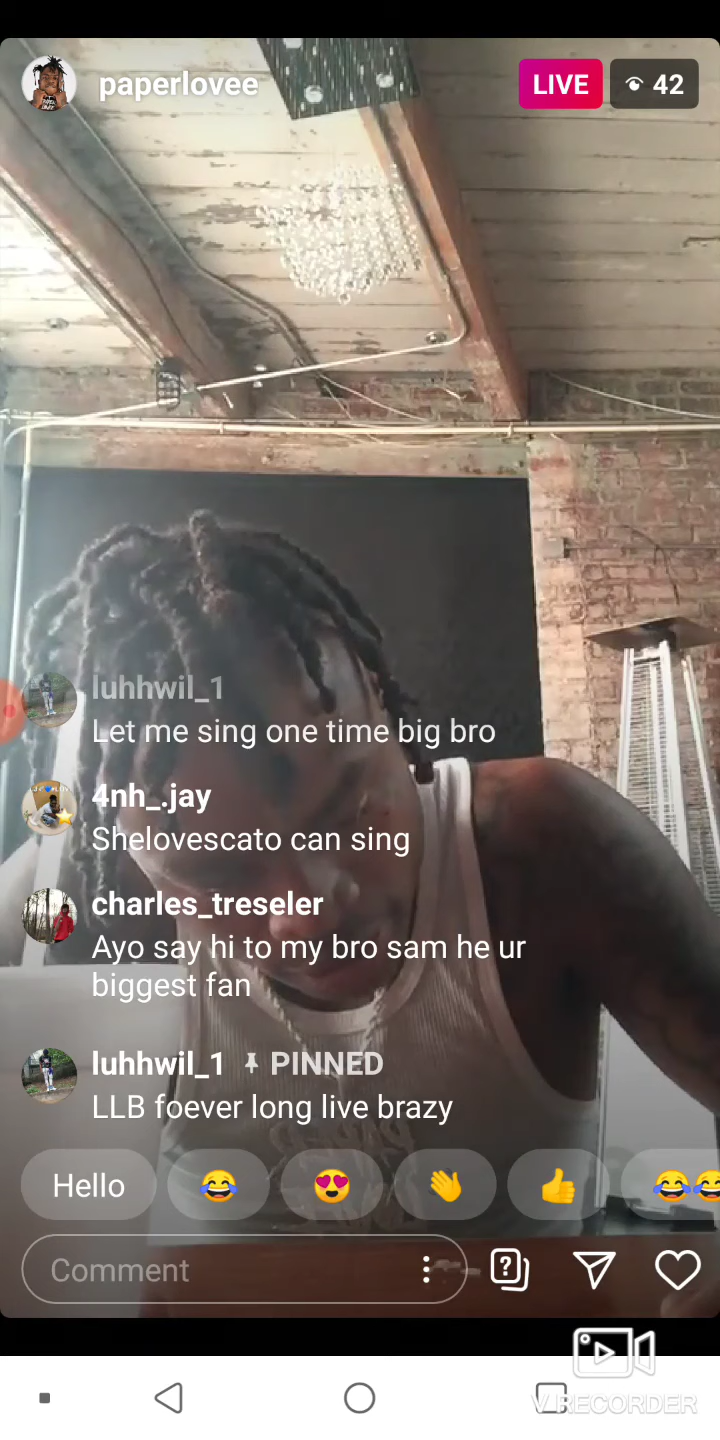 paperlovee
LIVE
42
luhhwil_1
Let me sing one time big bro
4nh_.jay
Shelovescato can sing
charles_treseler
Ayo say hi to my bro sam he ur
biggest fan
luhhwil_1 PINNED
LLB foever long live brazy
Hello
Comment
V RECORDER